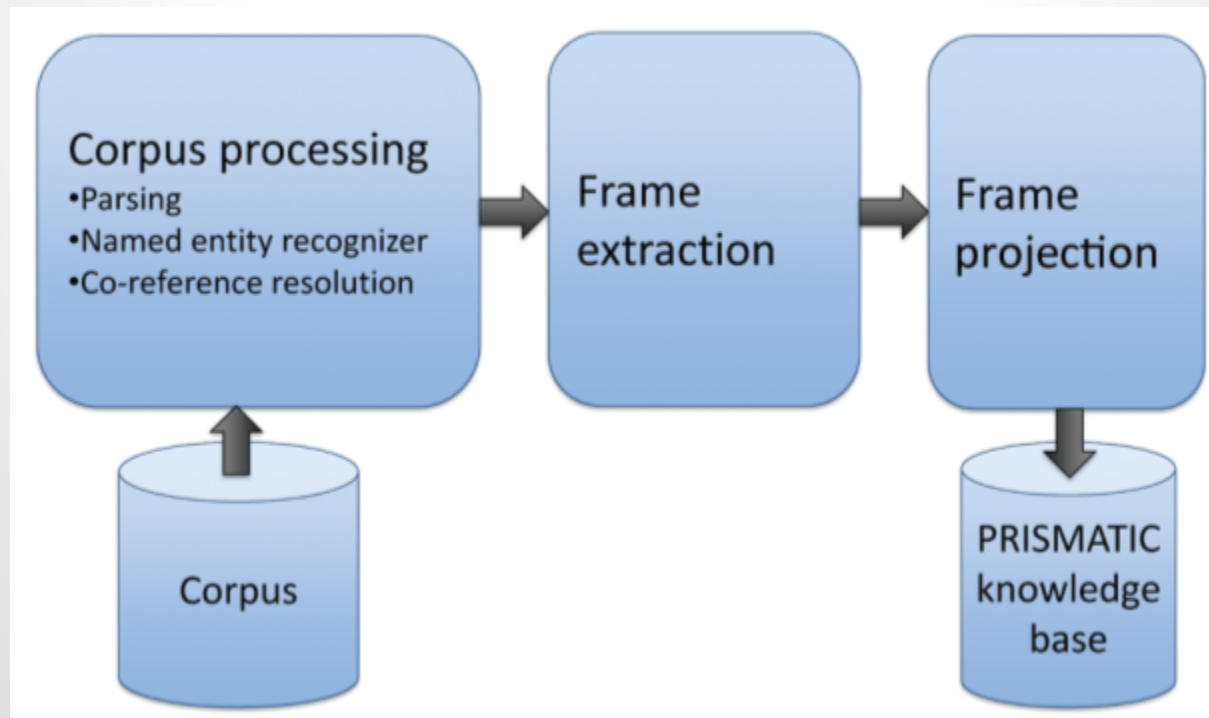 Corpus processing
•Parsing
•Named entity recognizer
•Co-reference resolution
Frame
extraction
Frame
projection
Corpus
PRISMATIC
knowledge
base